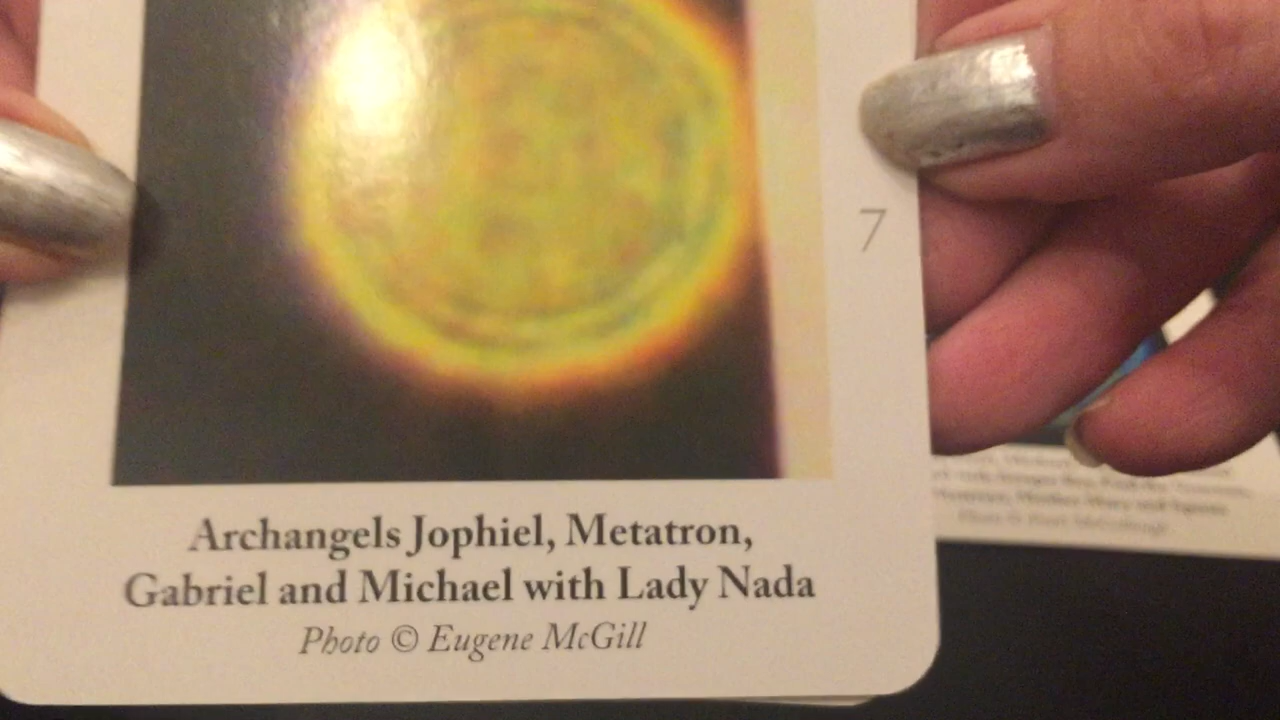 7
Archangels Jophiel, Metatron,
Gabriel and Michael with Lady Nada
Photo © Eugene McGill